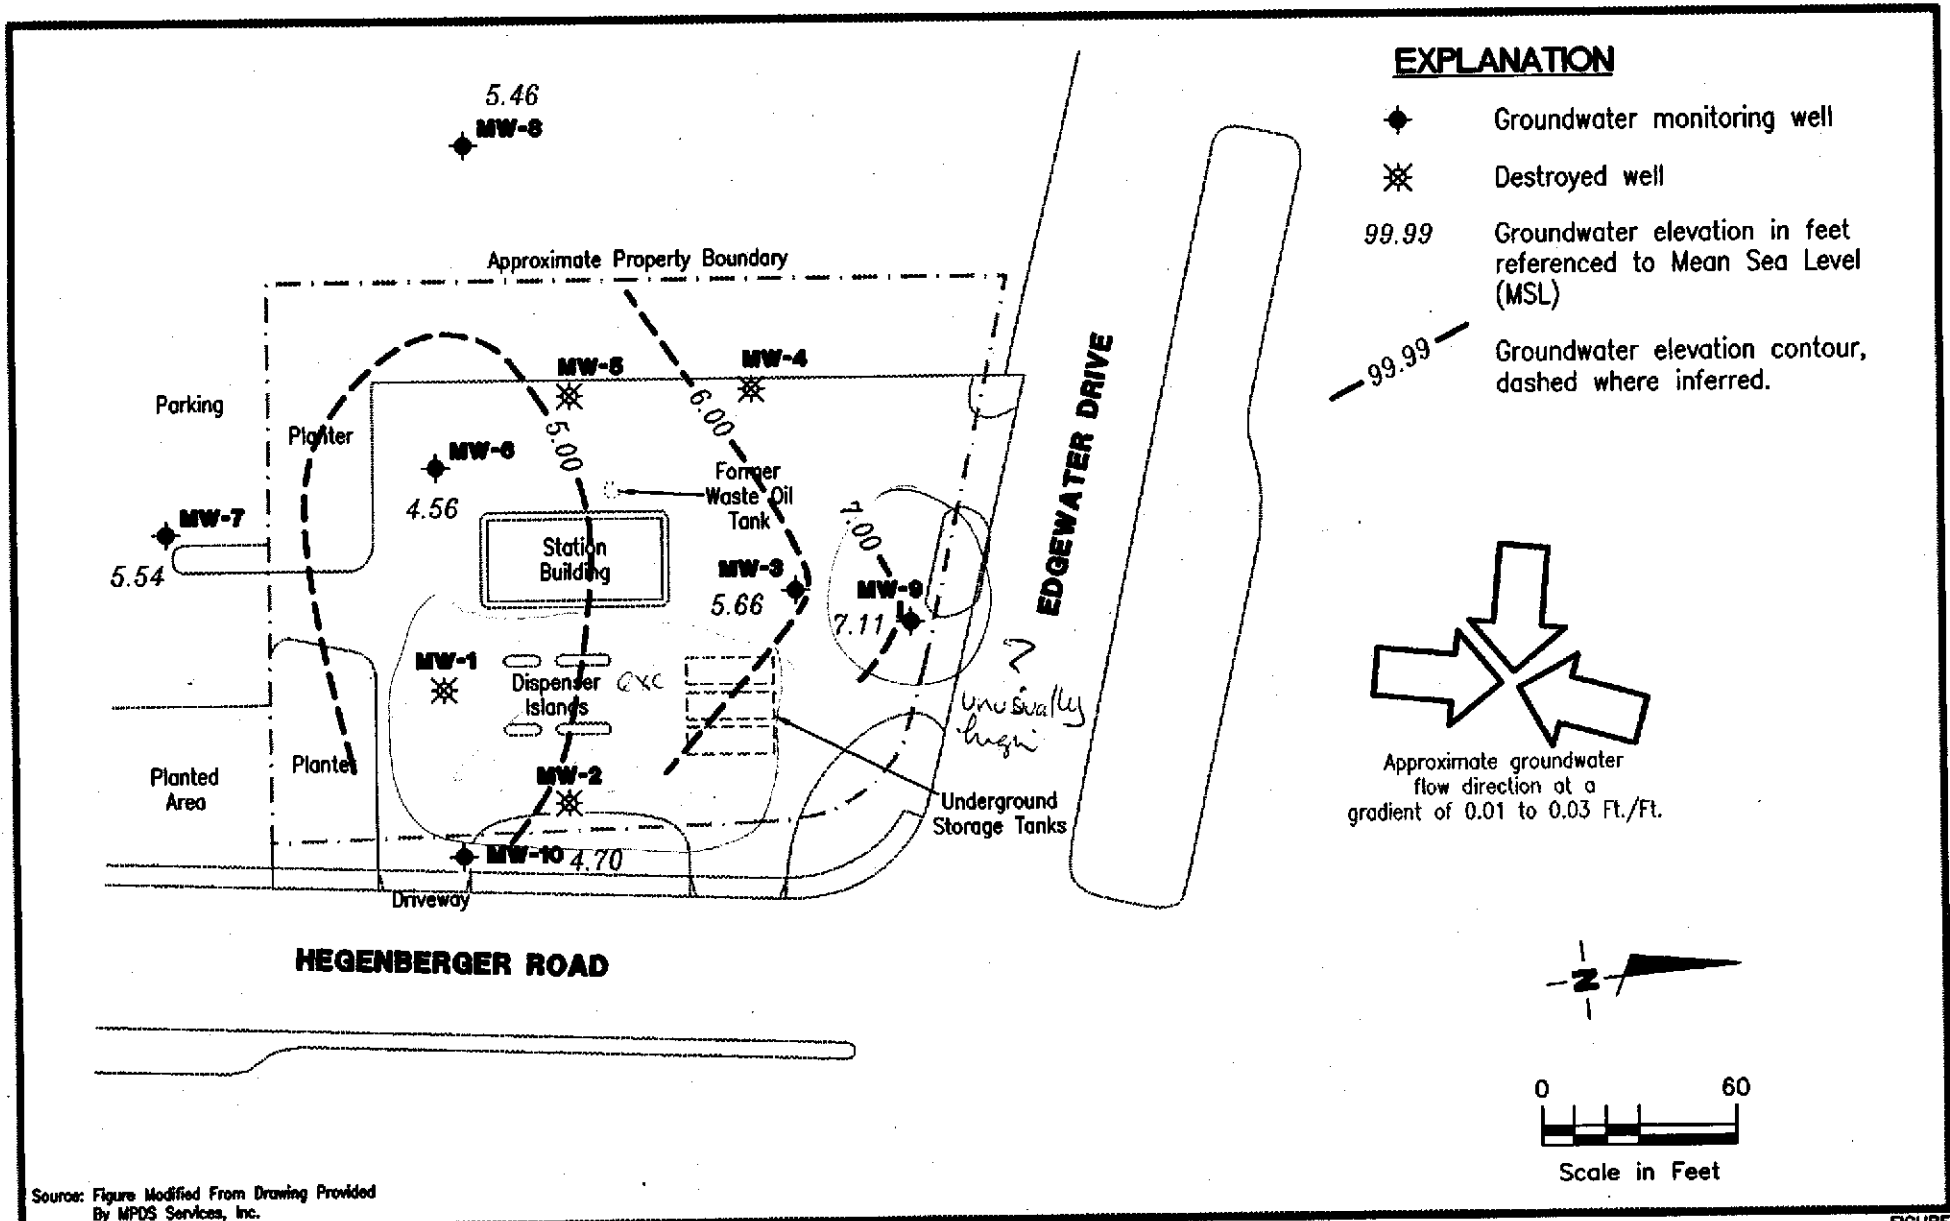 EXPLANATION
Groundwater monitoring well
Destroyed well
99.99
Groundwater elevation in feet
referenced to Mean Sea Level
(MSL)
99.99
Groundwater elevation contour,
dashed where inferred.
5.46
MW-8
Approximate Property Boundary
MW-5
MW-4
Parking
Planter
6.00
5.00
MW-6
4.56
Former
Waste Oil
Tank
7.00
MW-7
5.54
Station
Building
MW-3
5.66
MW-9
7.11
EDGEWATER DRIVE
MW-1
Dispenser
Islands
exc
?
unusually
high
Planter
Planted
Area
MW-2
Underground
Storage Tanks
MW-10 4.70
Driveway
HEGENBERGER ROAD
Approximate groundwater
flow direction at a
gradient of 0.01 to 0.03 Ft./Ft.
N
0 60
Scale in Feet
Source: Figure Modified From Drawing Provided
By MPDS Services, Inc.
FIGURE